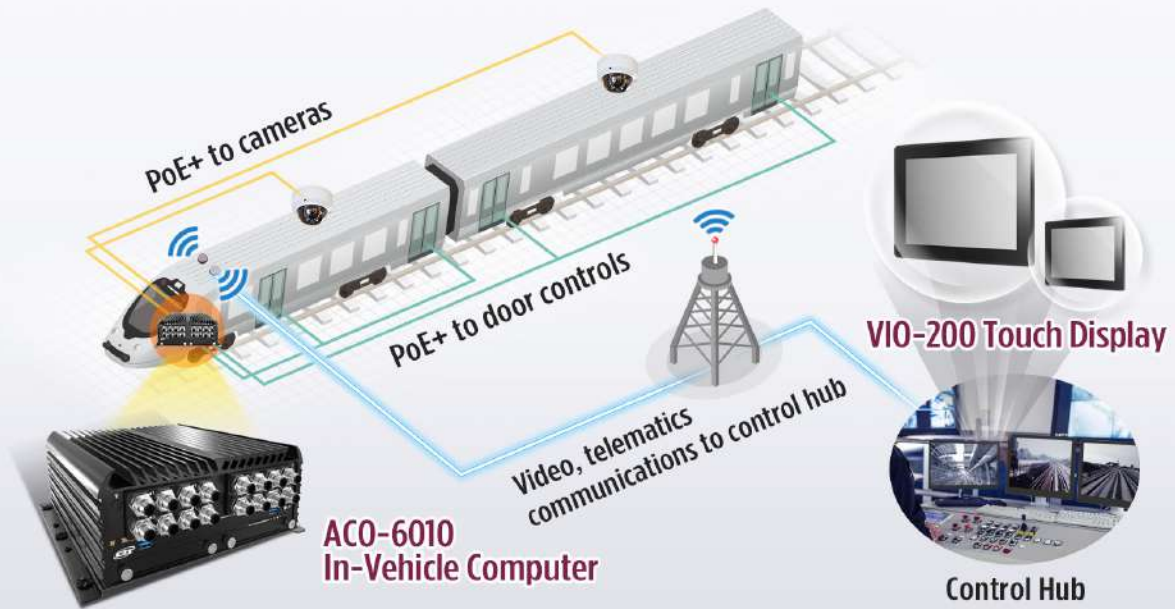 PoE+ to cameras
PoE+ to door controls
VIO-200 Touch Display
Video, telematics
communications to control hub
ACO-6010
In-Vehicle Computer
Control Hub